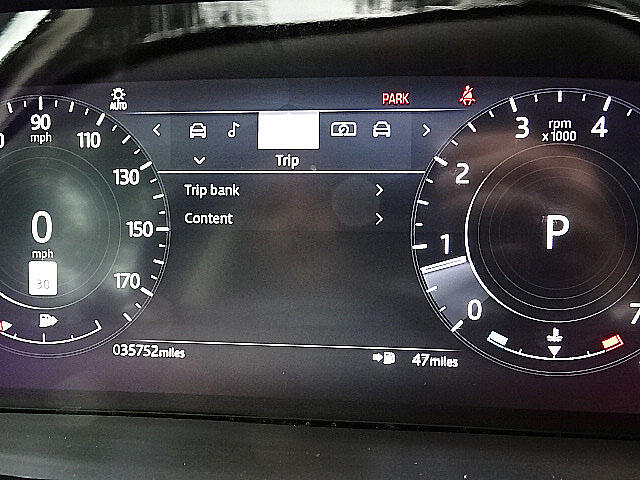 AUTO
PARK
90
mph
110
130
150
170
0
mph
30
Trip
Trip bank
Content
035752miles
47miles
rpm
x 1000
0
1
2
3
4
7
P